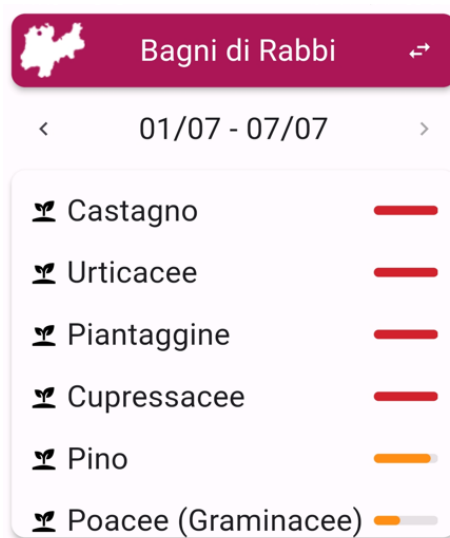 Bagni di Rabbi
01/07 - 07/07
Castagno
Urticacee
Piantaggine
Cupressacee
Pino
Poacee (Graminacee)